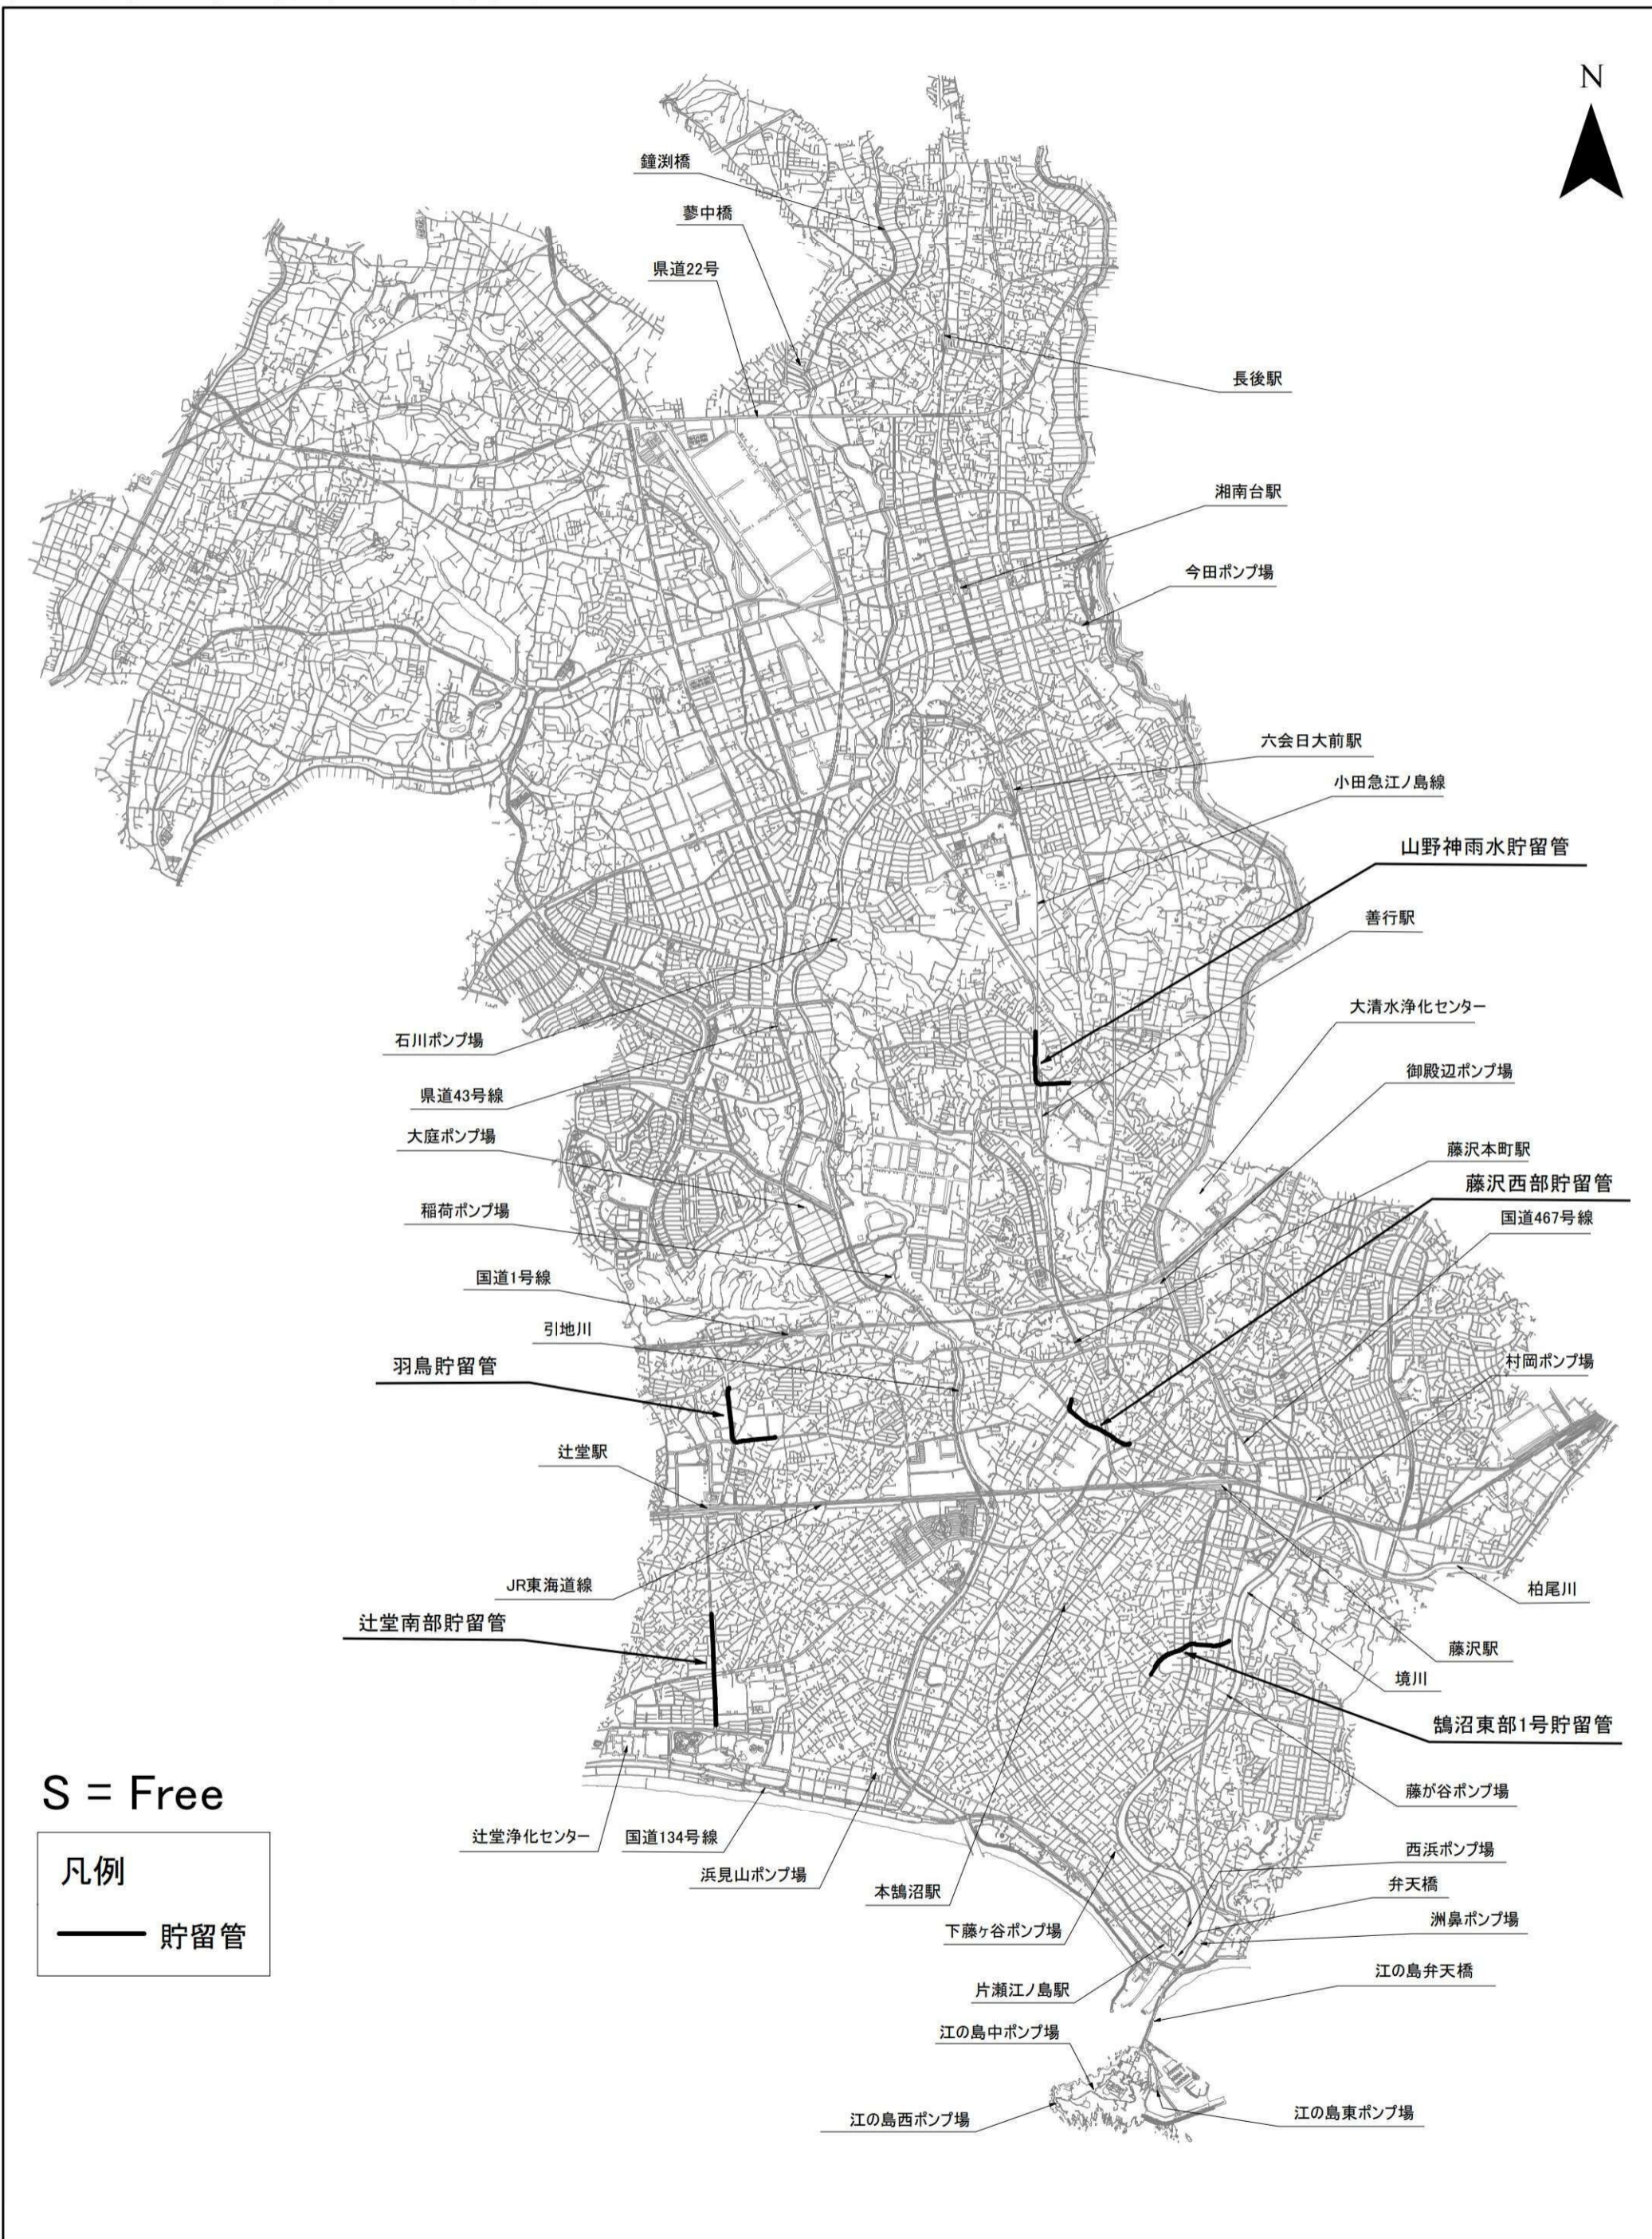 N
鐘渕橋
蓼中橋
県道22号
長後駅
湘南台駅
今田ポンプ場
六会日大前駅
小田急江ノ島線
山野神雨水貯留管
善行駅
大清水浄化センター
石川ポンプ場
御殿辺ポンプ場
県道43号線
大庭ポンプ場
藤沢本町駅
藤沢西部貯留管
稲荷ポンプ場
国道467号線
国道1号線
引地川
羽鳥貯留管
村岡ポンプ場
辻堂駅
JR東海道線
柏尾川
辻堂南部貯留管
藤沢駅
境川
鵠沼東部1号貯留管
S = Free
藤が谷ポンプ場
辻堂浄化センター
国道134号線
浜見山ポンプ場
本鵠沼駅
西浜ポンプ場
弁天橋
下藤ヶ谷ポンプ場
洲鼻ポンプ場
凡例
貯留管
片瀬江ノ島駅
江の島弁天橋
江の島中ポンプ場
江の島西ポンプ場
江の島東ポンプ場